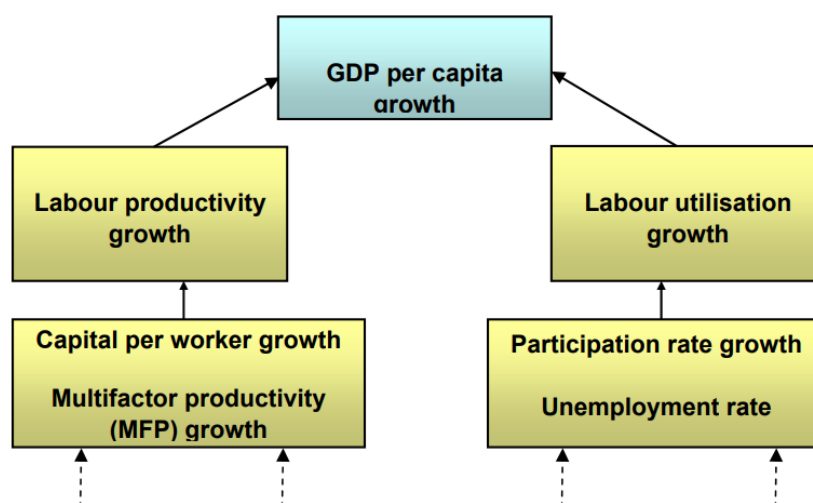 GDP per capita
growth
Labour productivity
growth
Labour utilisation
growth
Capital per worker growth
Multifactor productivity
(MFP) growth
Participation rate growth
Unemployment rate